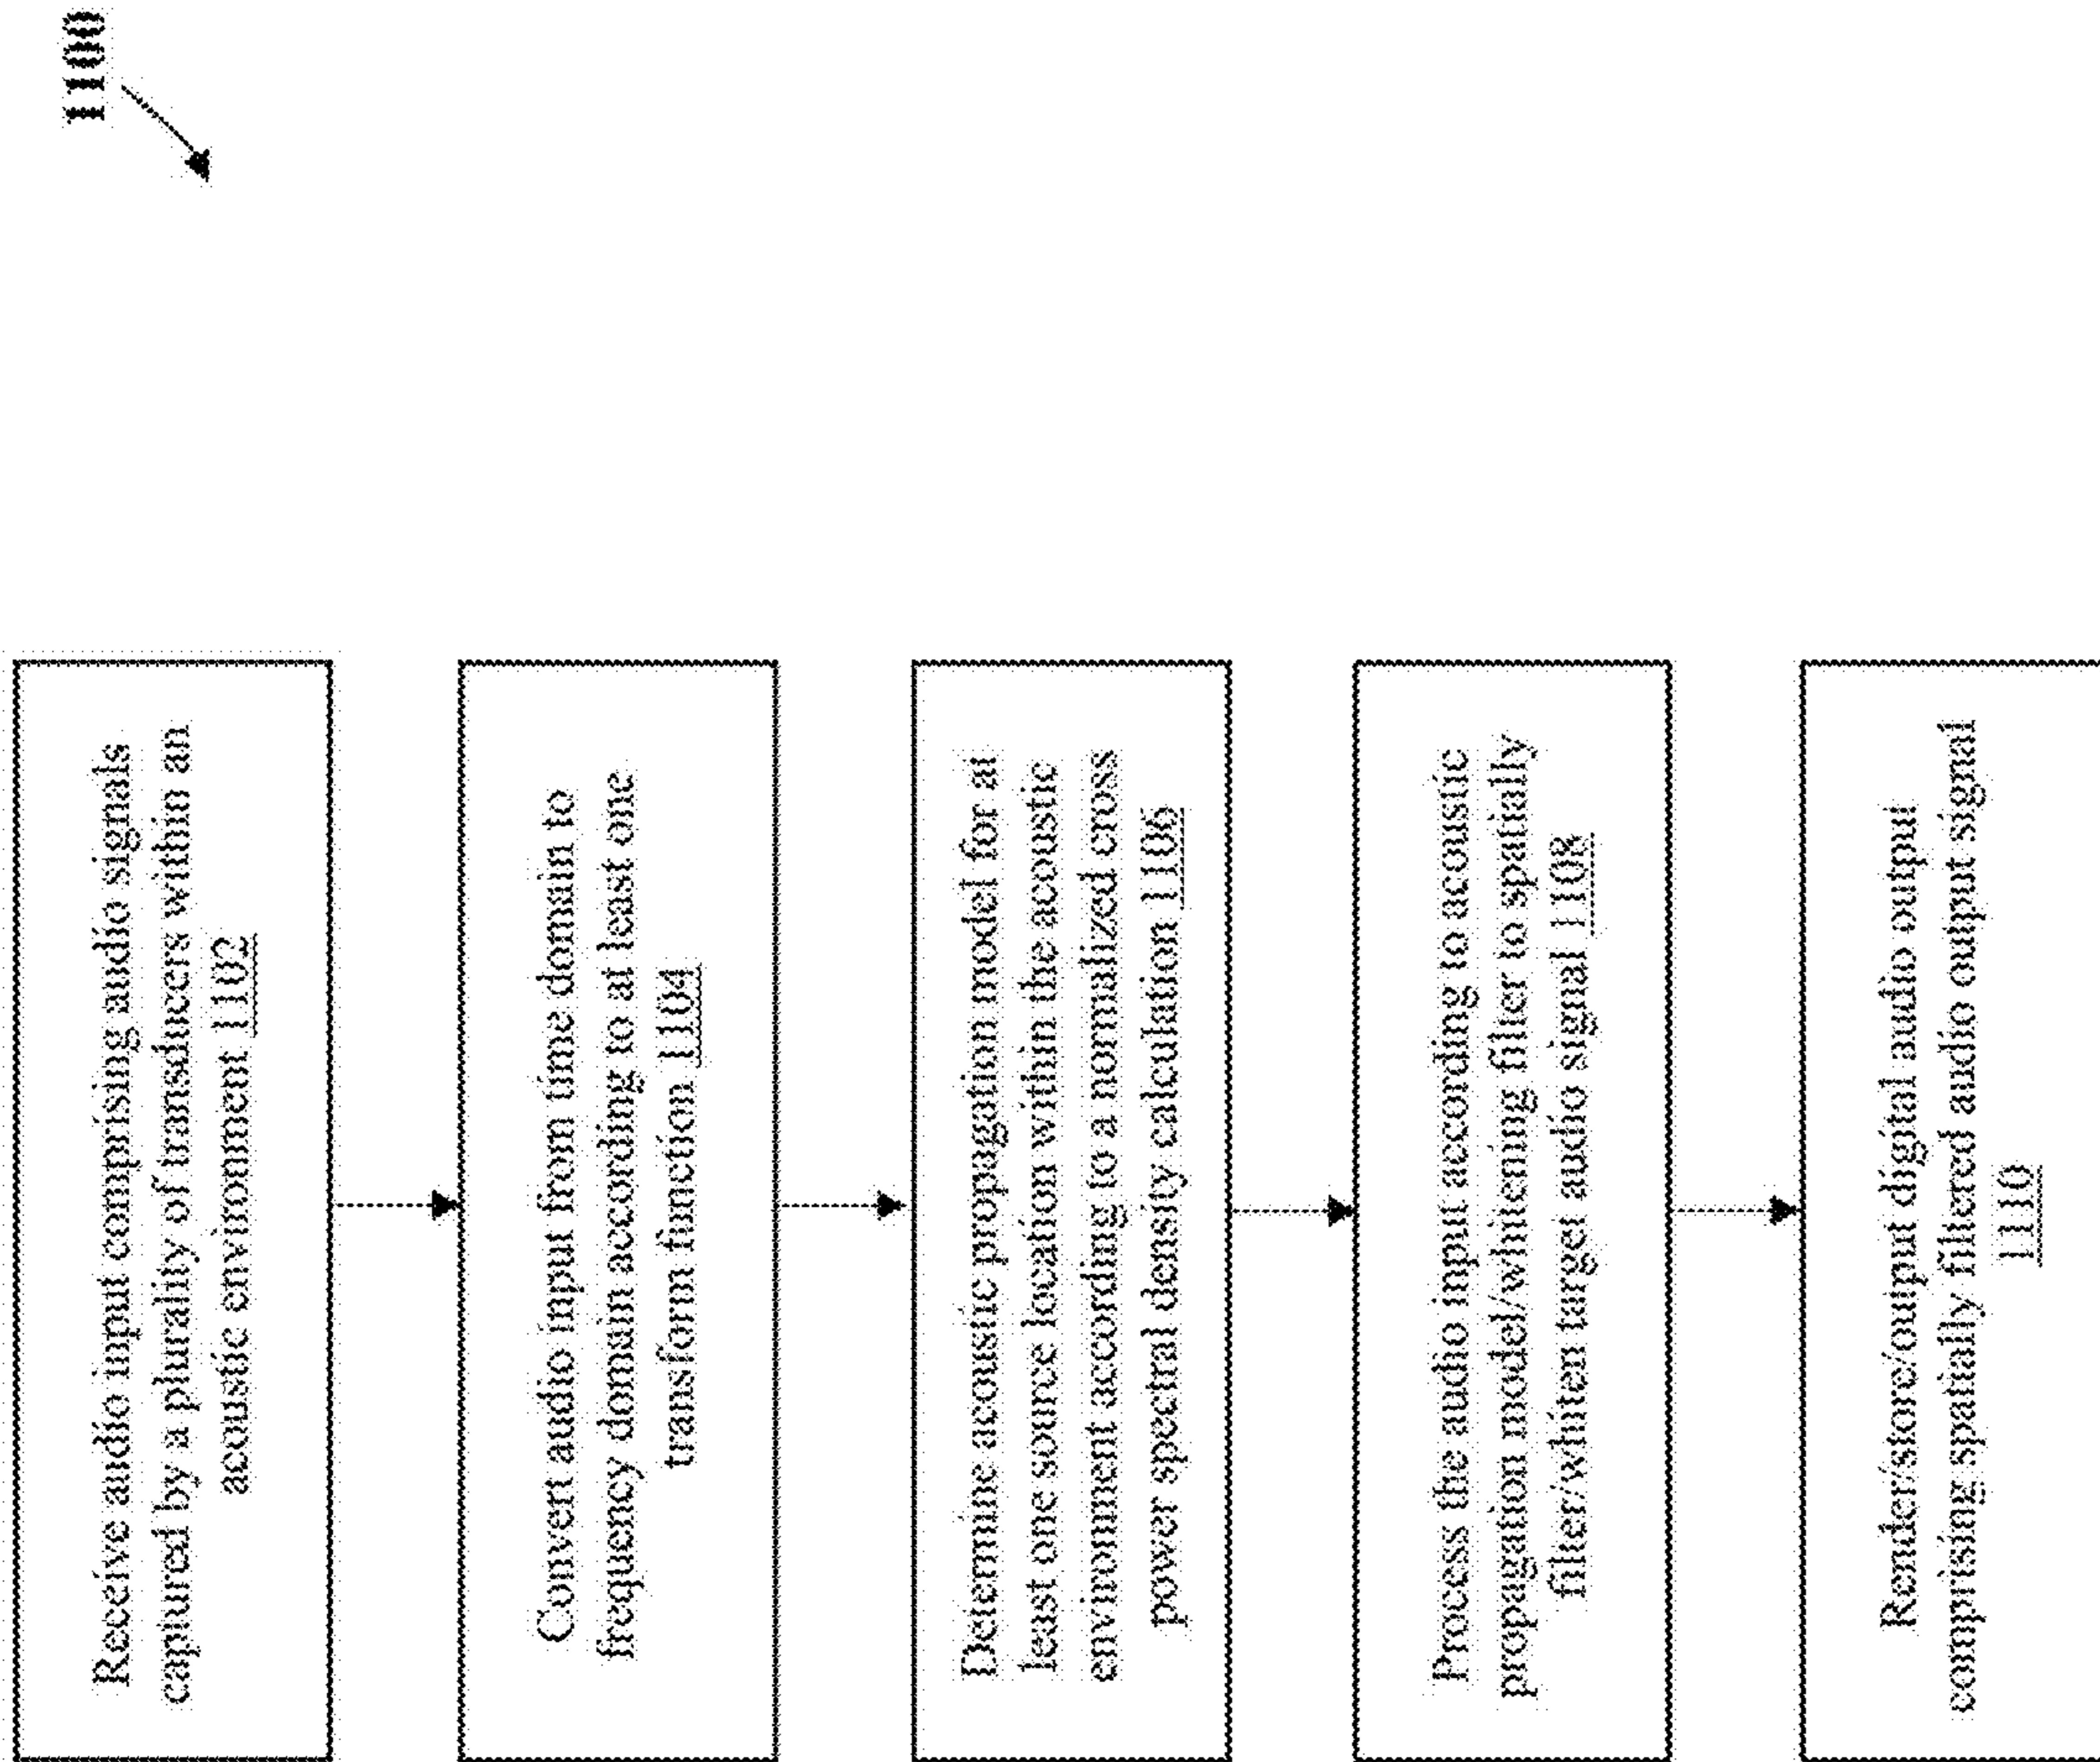 1100
Receive audio input comprising audio signals
captured by a plurality of transducers within an
acoustic environment 1102
Convert audio input from time domain to
frequency domain according to at least one
transform function 1104
Determine acoustic propagation model for at
least one source location within the acoustic
environment according to a normalized cross
power spectral density calculation 1106
Process the audio input according to acoustic
propagation model/whitening filter to spatially
filter/whiten target audio signal 1108
Render/store/output digital audio output
comprising spatially filtered audio output signal
1110